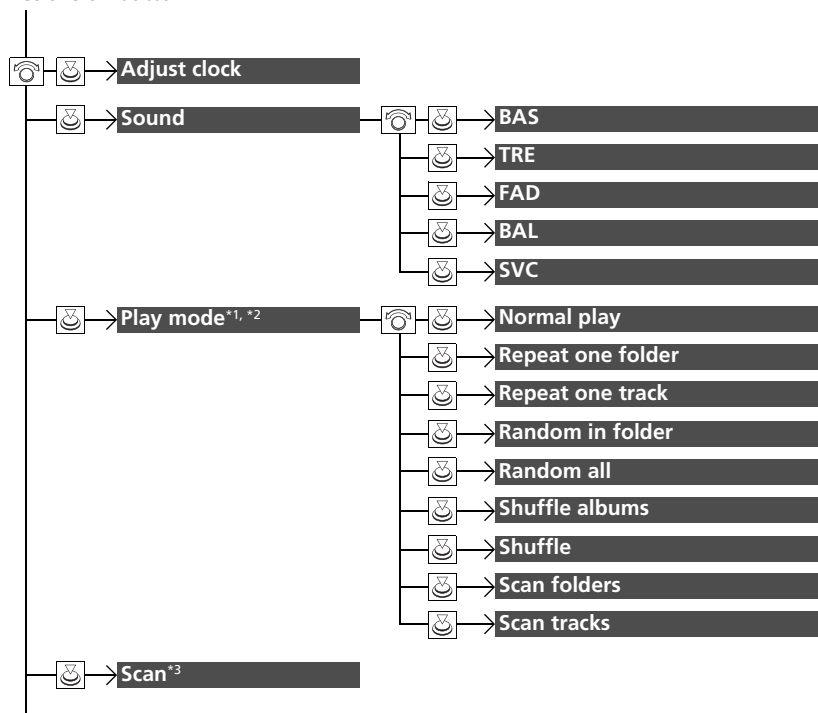 Adjust clock
Sound
BAS
TRE
FAD
BAL
SVC
Play mode*1, *2
Normal play
Repeat one folder
Repeat one track
Random in folder
Random all
Shuffle albums
Shuffle
Scan folders
Scan tracks
Scan*3